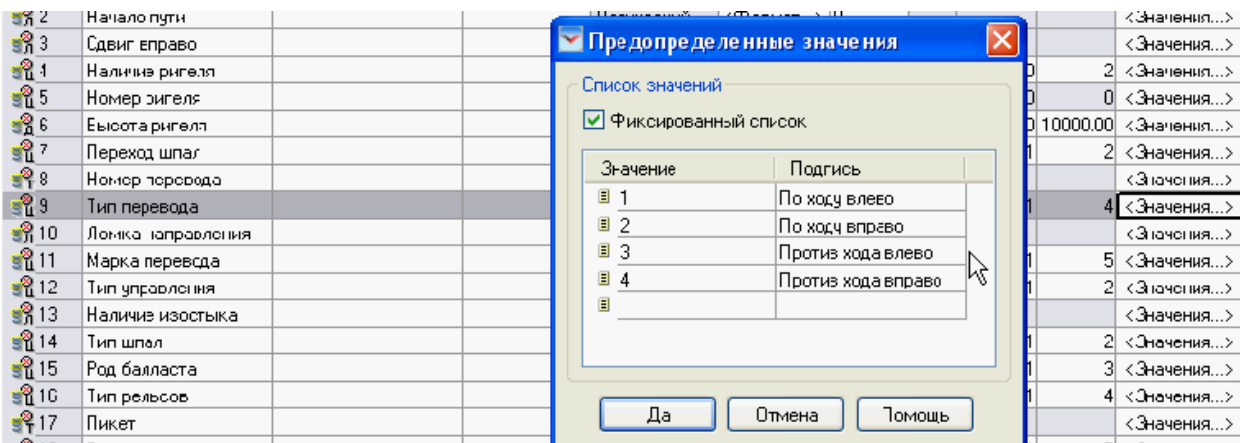 2 Начало пути
3 Сдвиг вправо <Значения...>
4 Наличие ригеля 2 <Значения...>
5 Номер ригеля 0 <Значения...>
6 Высота ригеля 10000.00 <Значения...>
7 Переход шпал 2 <Значения...>
8 Номер перевода <Значения...>
9 Тип перевода 4 <Значения...>
10 Ломка направления <Значения...>
11 Марка перевода 5 <Значения...>
12 Тип управления 2 <Значения...>
13 Наличие изостыка <Значения...>
14 Тип шпал 2 <Значения...>
15 Род балласта 3 <Значения...>
16 Тип рельсов 4 <Значения...>
17 Пикет <Значения...>
Предопределенные значения
Список значений
Фиксированный список
Значение Подпись
1 По ходу влево
2 По ходу вправо
3 Против хода влево
4 Против хода вправо
Да Отмена Помощь